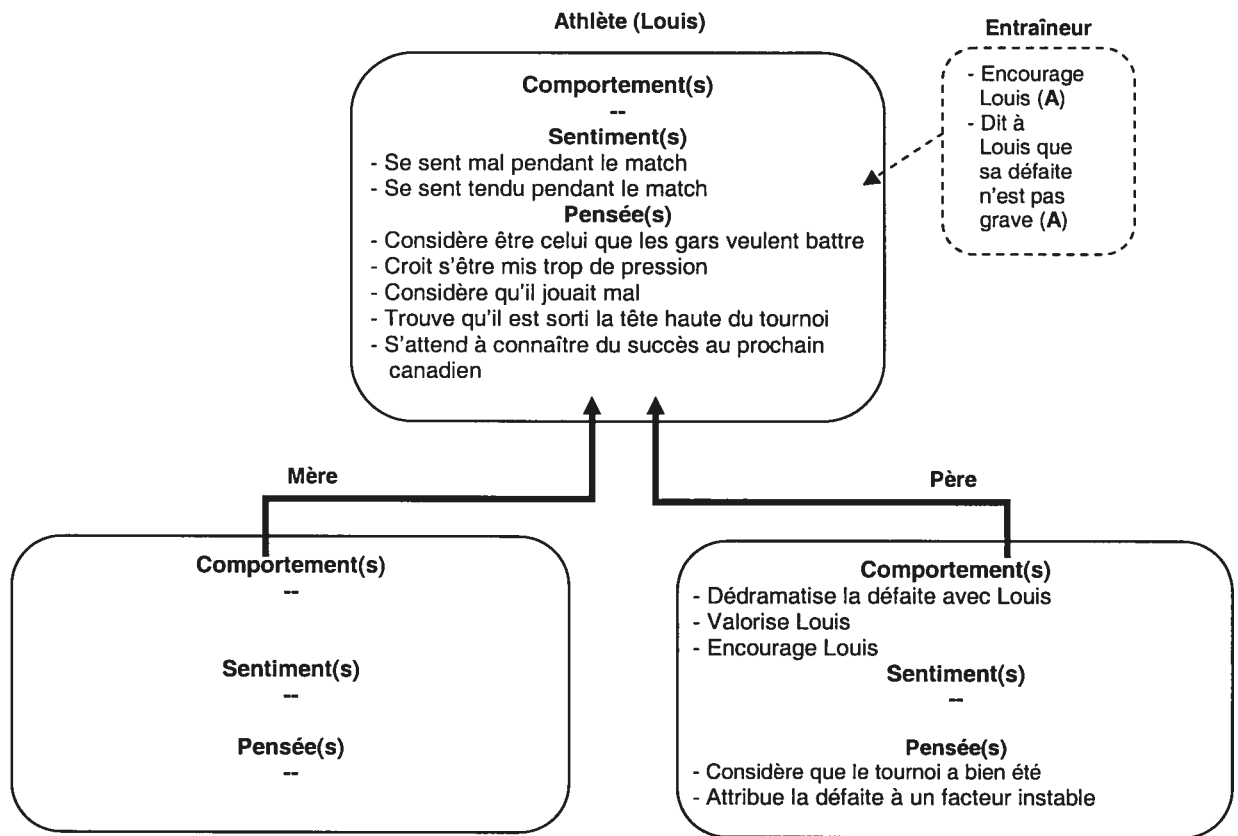 Athlète (Louis)
Comportement(s)
--
Sentiment(s)
- Se sent mal pendant le match
- Se sent tendu pendant le match
Pensée(s)
- Considère être celui que les gars veulent battre
- Croit s'être mis trop de pression
- Considère qu'il jouait mal
- Trouve qu'il est sorti la tête haute du tournoi
- S'attend à connaître du succès au prochain
canadien
Entraîneur
- Encourage
Louis (A)
- Dit à
Louis que
sa défaite
n'est pas
grave (A)
Mère
Comportement(s)
--
Sentiment(s)
--
Pensée(s)
--
Père
Comportement(s)
- Dédramatise la défaite avec Louis
- Valorise Louis
- Encourage Louis
Sentiment(s)
--
Pensée(s)
- Considère que le tournoi a bien été
- Attribue la défaite à un facteur instable